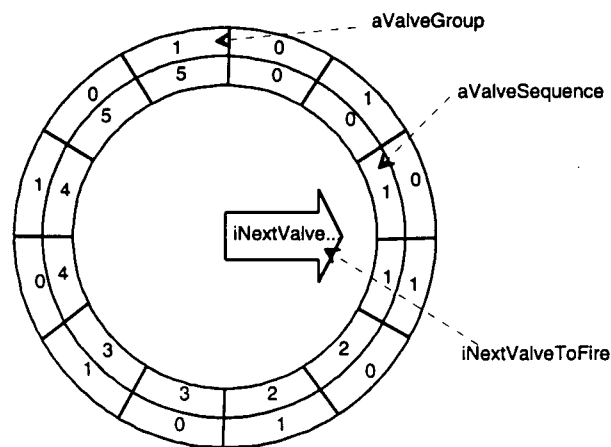 aValveGroup
1 0
5 0
aValveSequence
0 1
5 0
1 4 1 0
iNextValve..
0 4 1 1
3 2
iNextValveToFire
1 0
3 2
0 1